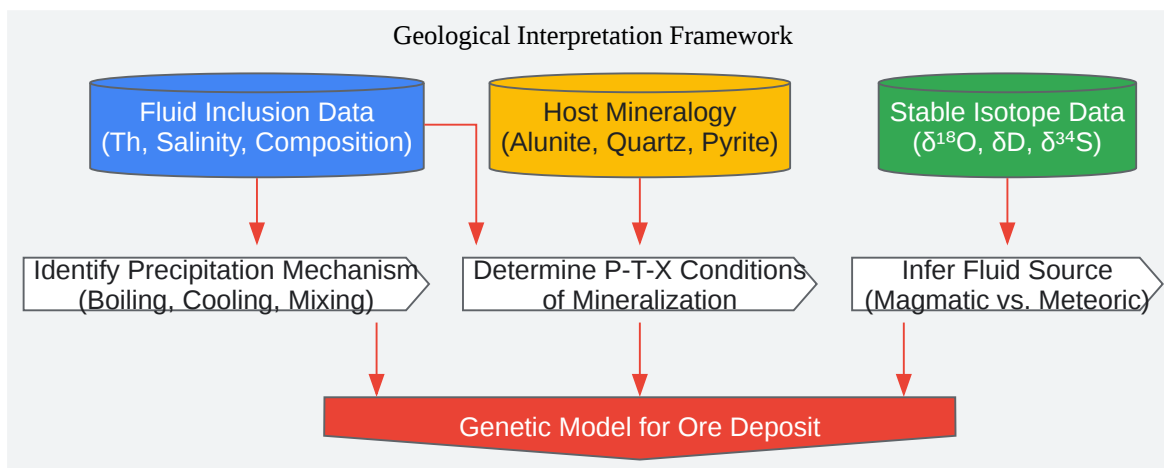 Geological Interpretation Framework
Fluid Inclusion Data
(Th, Salinity, Composition)
Host Mineralogy
(Alunite, Quartz, Pyrite)
Stable Isotope Data
(δ¹⁸O, δD, δ³⁴S)
Identify Precipitation Mechanism
(Boiling, Cooling, Mixing)
Determine P-T-X Conditions
of Mineralization
Infer Fluid Source
(Magmatic vs. Meteoric)
Genetic Model for Ore Deposit